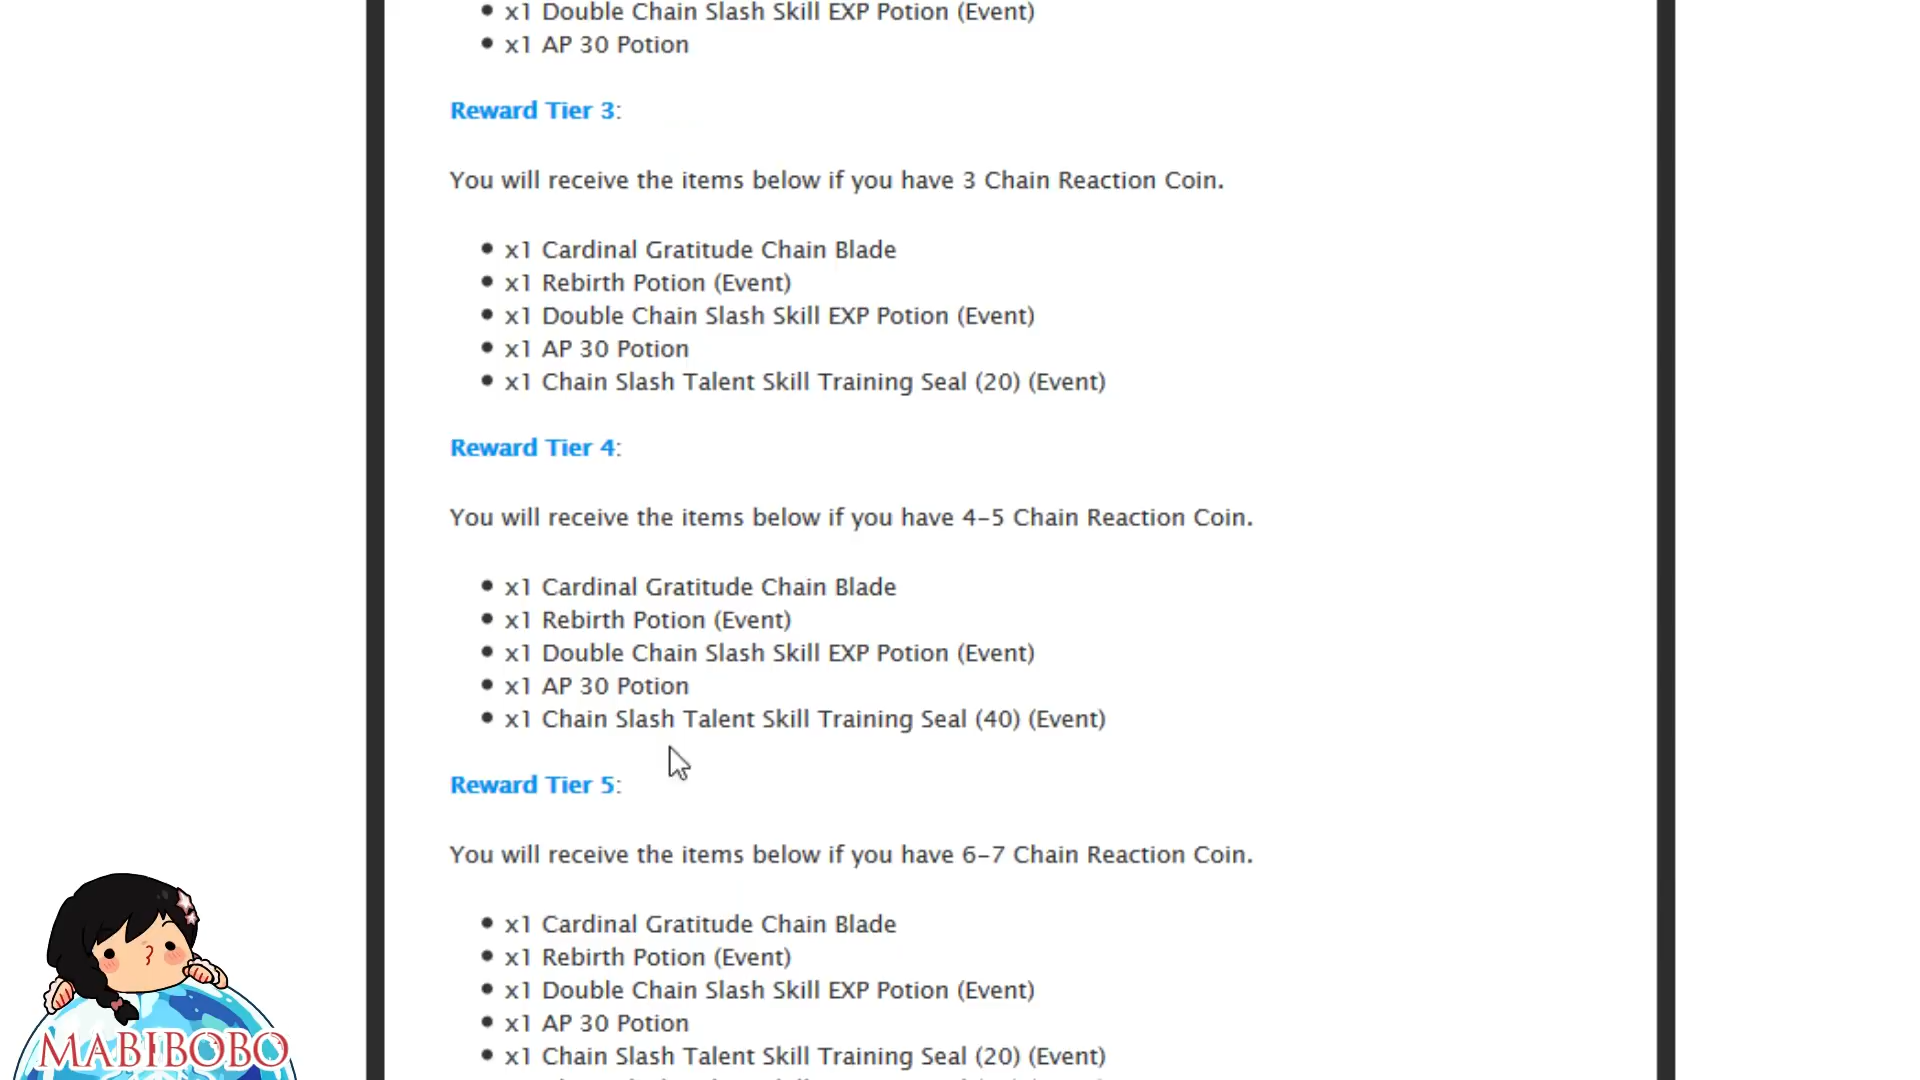 x1 Double Chain Slash Skill EXP Potion (Event)
x1 AP 30 Potion
Reward Tier 3:
You will receive the items below if you have 3 Chain Reaction Coin.
x1 Cardinal Gratitude Chain Blade
x1 Rebirth Potion (Event)
x1 Double Chain Slash Skill EXP Potion (Event)
x1 AP 30 Potion
x1 Chain Slash Talent Skill Training Seal (20) (Event)
Reward Tier 4:
You will receive the items below if you have 4-5 Chain Reaction Coin.
x1 Cardinal Gratitude Chain Blade
x1 Rebirth Potion (Event)
x1 Double Chain Slash Skill EXP Potion (Event)
x1 AP 30 Potion
x1 Chain Slash Talent Skill Training Seal (40) (Event)
Reward Tier 5:
You will receive the items below if you have 6-7 Chain Reaction Coin.
x1 Cardinal Gratitude Chain Blade
x1 Rebirth Potion (Event)
x1 Double Chain Slash Skill EXP Potion (Event)
x1 AP 30 Potion
x1 Chain Slash Talent Skill Training Seal (20) (Event)
MABIBOBO